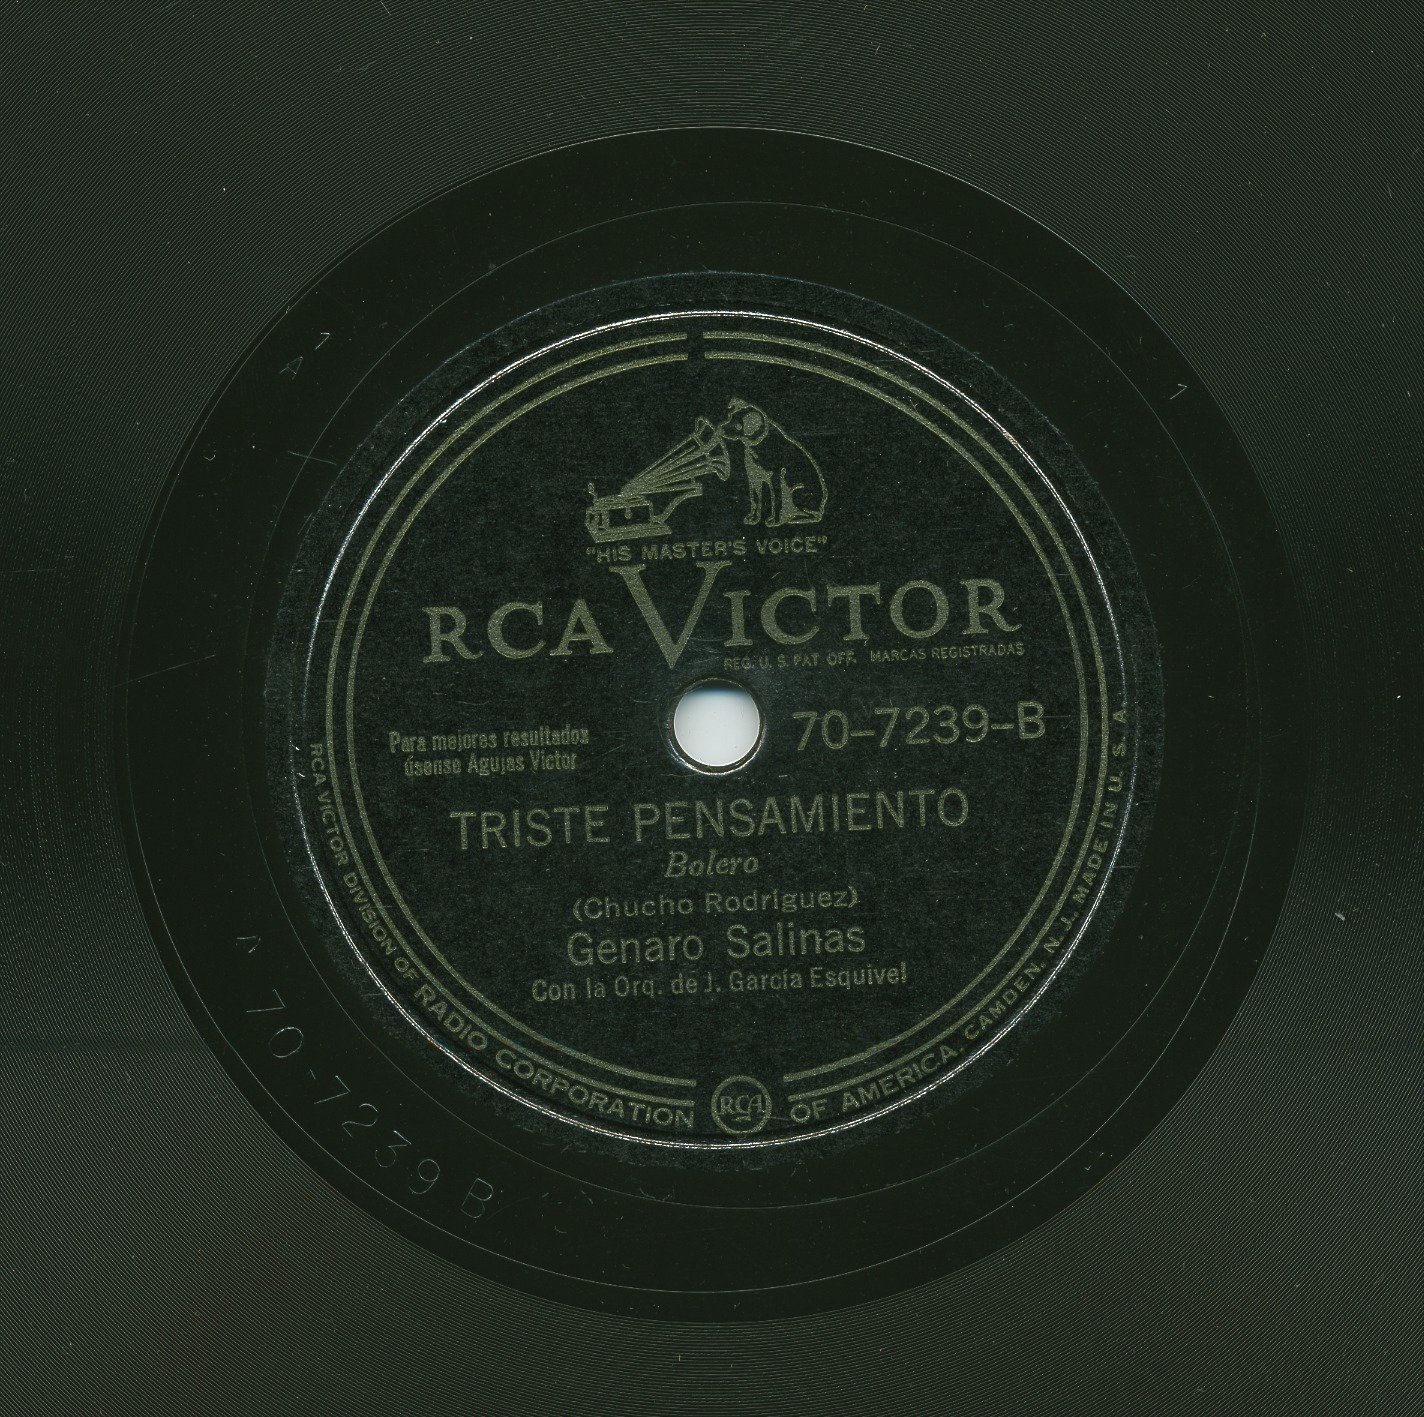 "HIS MASTER'S VOICE"
RCA VICTOR
REG. U. S. PAT. OFF. MARCAS REGISTRADAS
70-7239-B
Para mejores resultados
úsense Agujas Victor
TRISTE PENSAMIENTO
Bolero
(Chucho Rodríguez)
Genaro Salinas
Con la Orq. de J. García Esquivel
RCA VICTOR DIVISION OF RADIO CORPORATION OF AMERICA, CAMDEN, N. J., MADE IN U. S. A.
RCA
70-7239 B
A
1